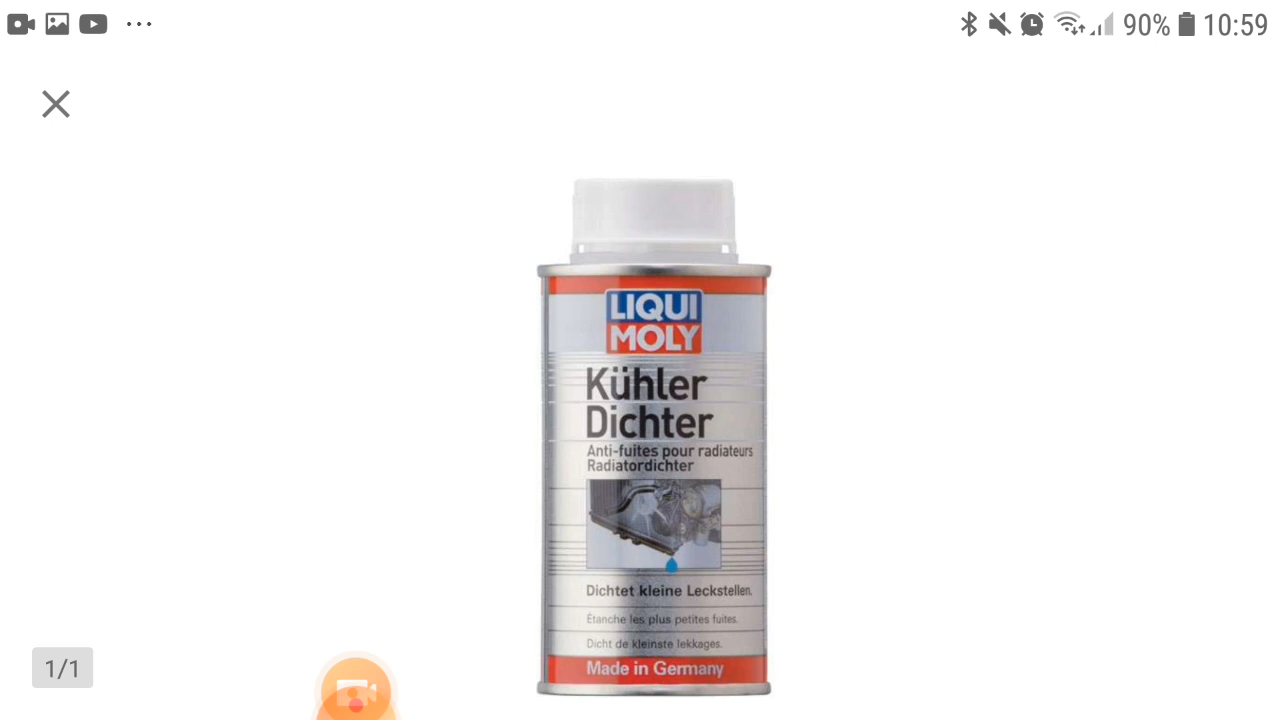 90% 10:59
LIQUI
MOLY
Kühler
Dichter
Anti-fuites pour radiateurs
Radiatordichter
Dichtet kleine Leckstellen.
Étanche les plus petites fuites.
Dicht de kleinste lekkages.
Made in Germany
1/1